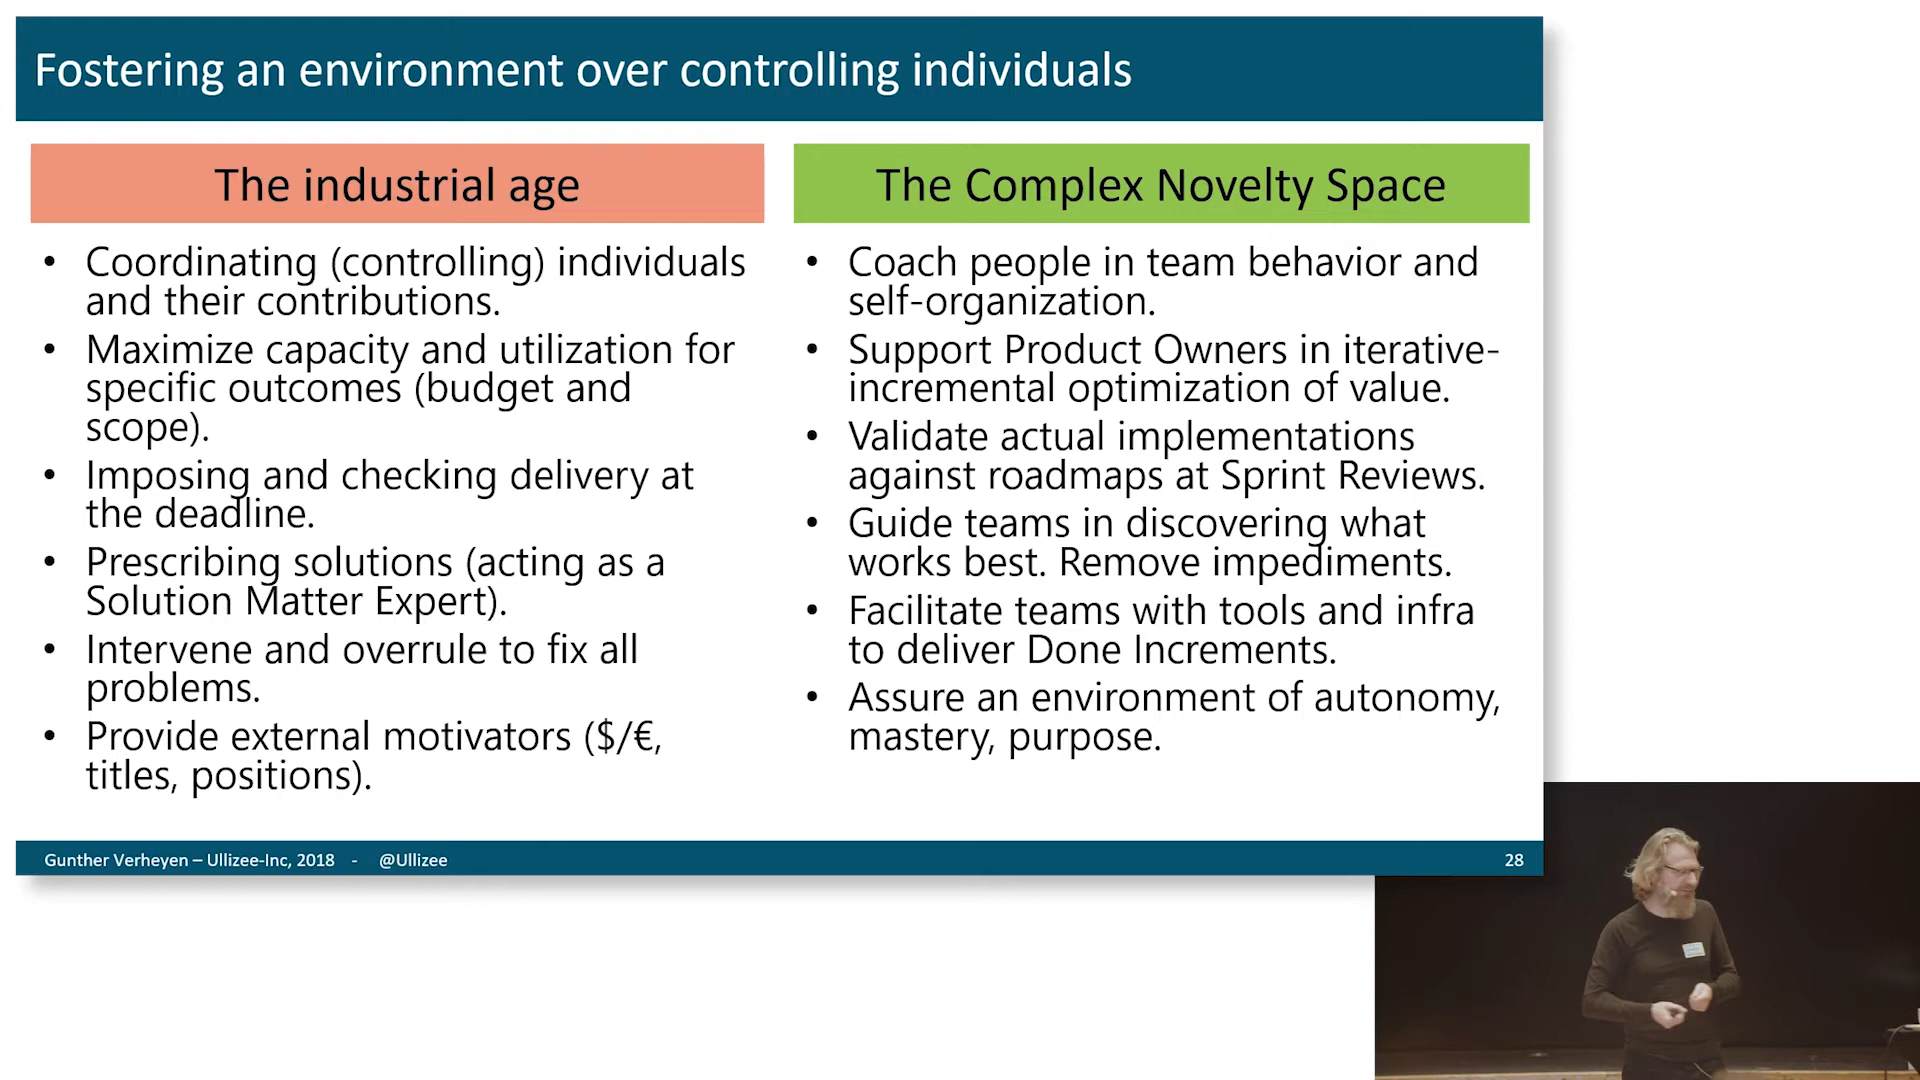 Fostering an environment over controlling individuals
The industrial age
• Coordinating (controlling) individuals
and their contributions.
• Maximize capacity and utilization for
specific outcomes (budget and
scope).
• Imposing and checking delivery at
the deadline.
• Prescribing solutions (acting as a
Solution Matter Expert).
• Intervene and overrule to fix all
problems.
• Provide external motivators ($/€,
titles, positions).
The Complex Novelty Space
• Coach people in team behavior and
self-organization.
• Support Product Owners in iterative-
incremental optimization of value.
• Validate actual implementations
against roadmaps at Sprint Reviews.
• Guide teams in discovering what
works best. Remove impediments.
• Facilitate teams with tools and infra
to deliver Done Increments.
• Assure an environment of autonomy,
mastery, purpose.
Gunther Verheyen – Ullizee-Inc, 2018 - @Ullizee
28